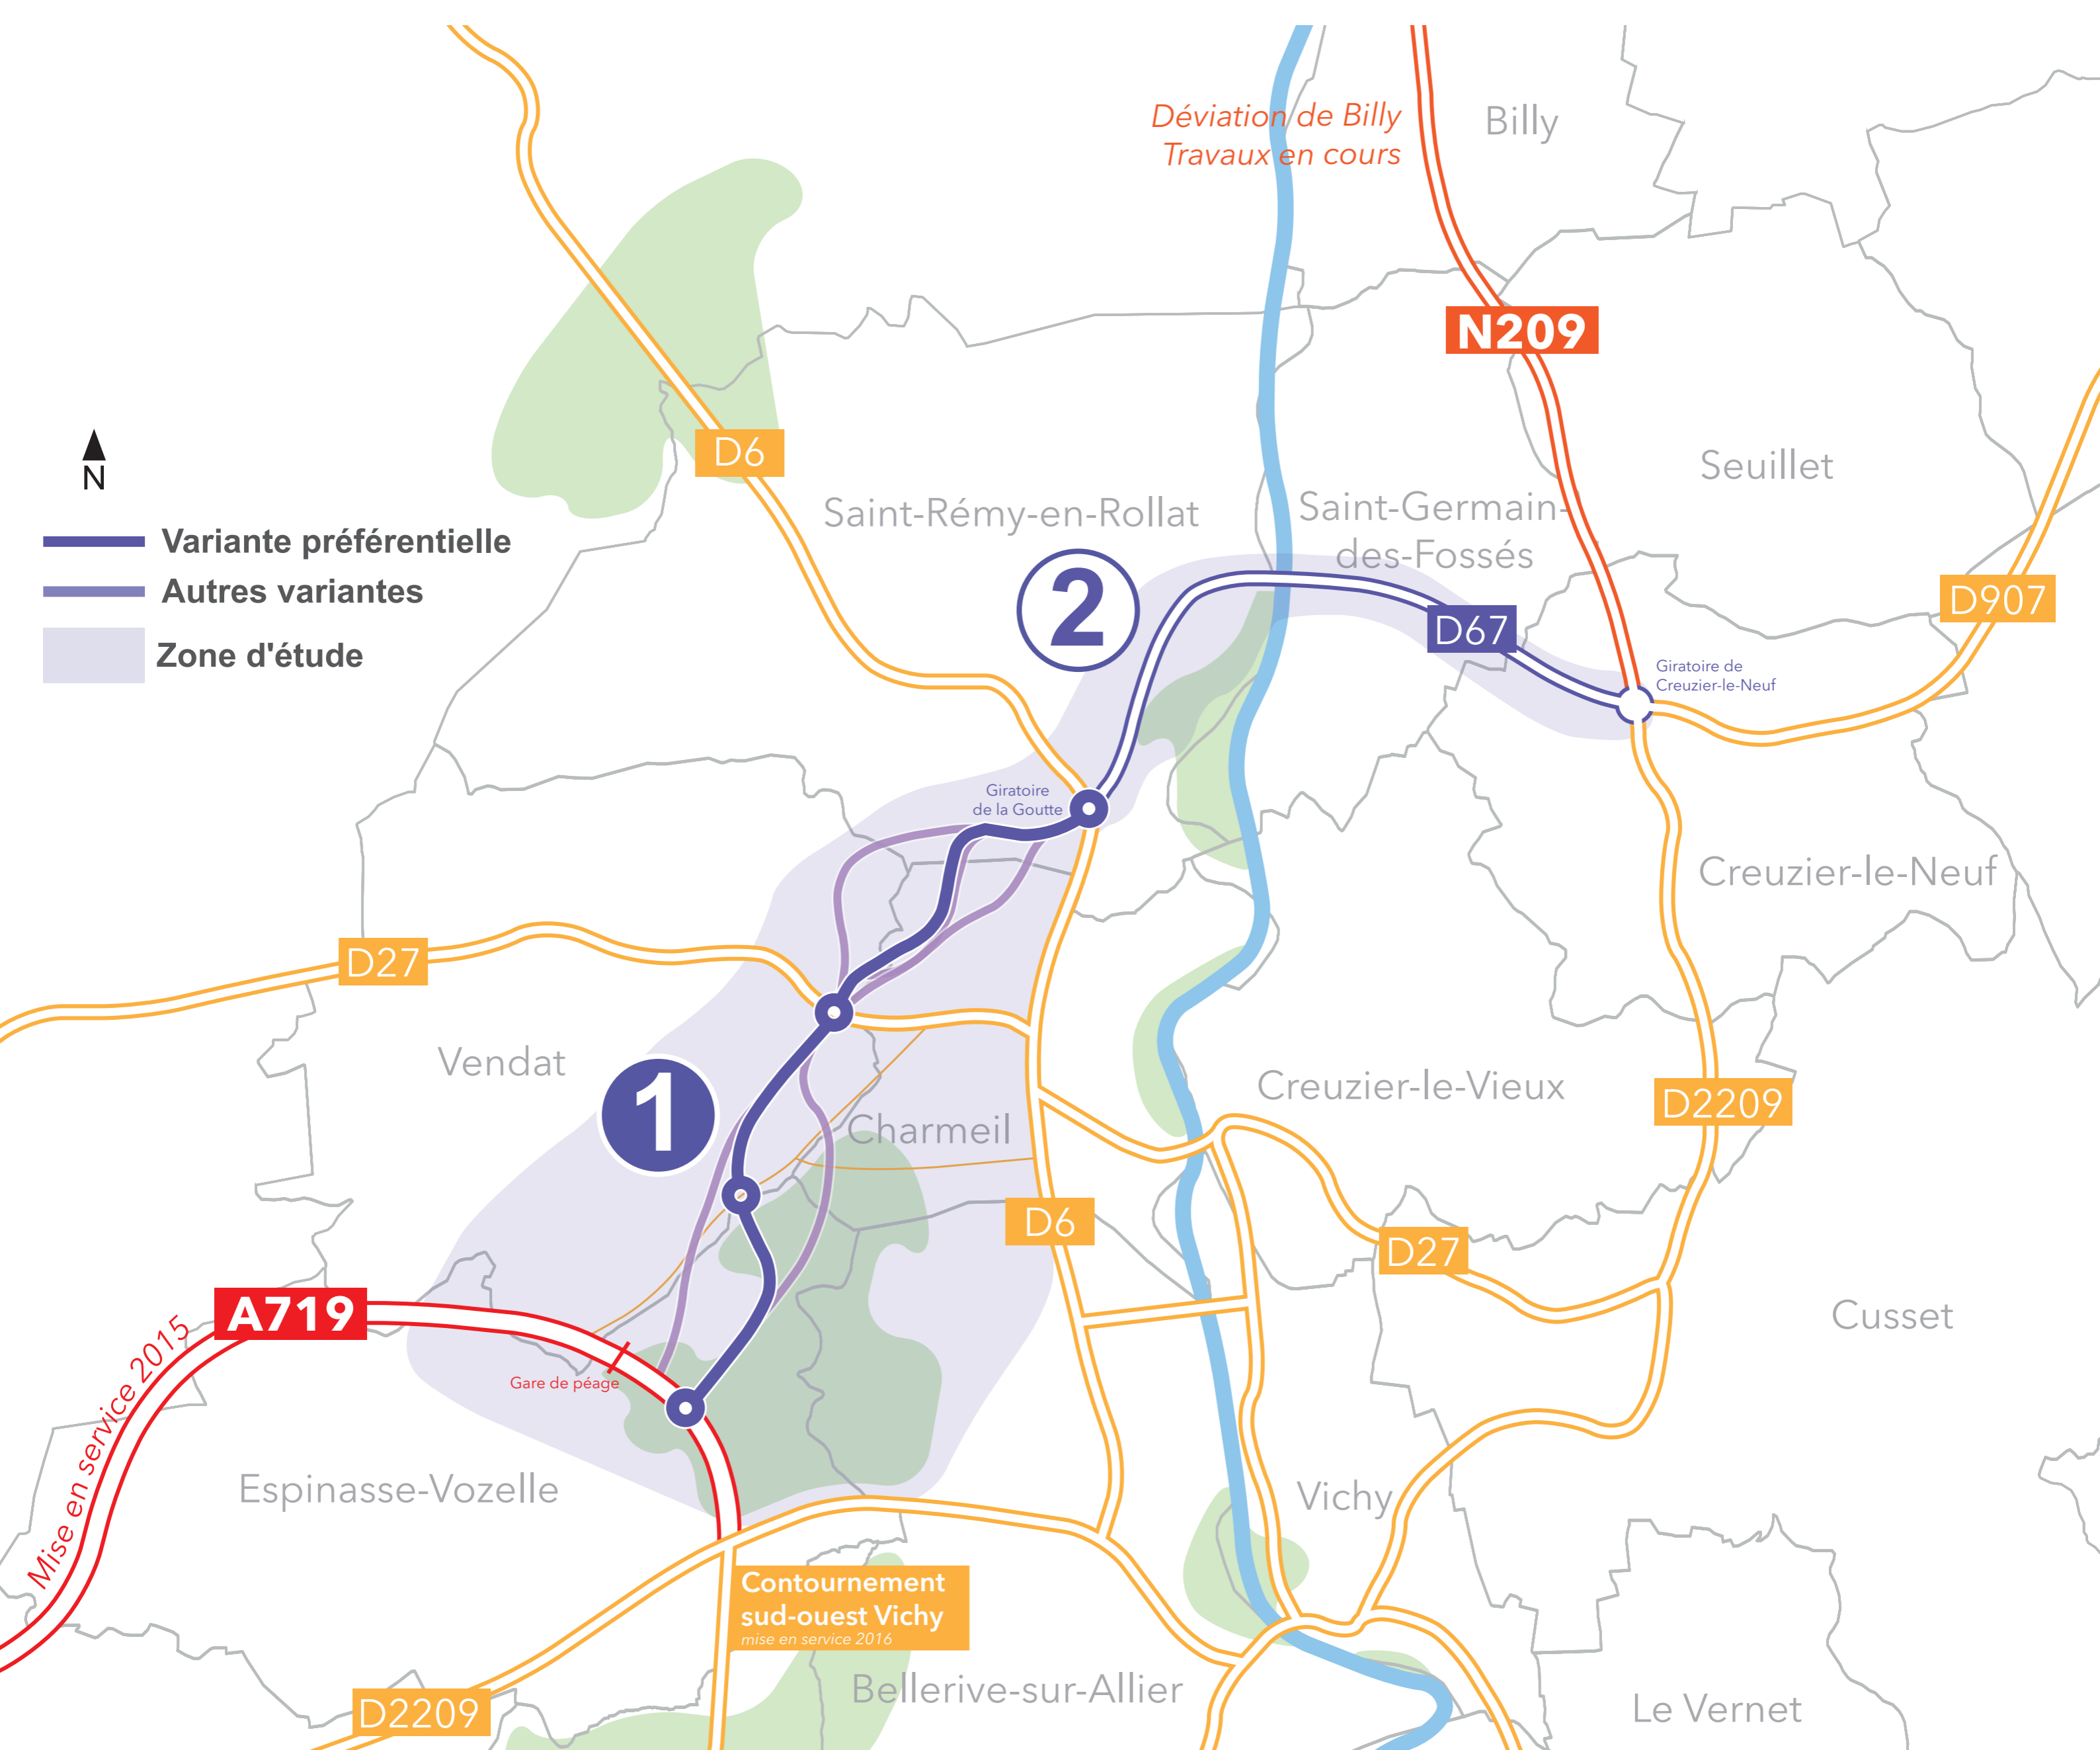 Déviation de Billy
Travaux en cours
Billy
N209
D6
Seuillet
N
Saint-Rémy-en-Rollat
Saint-Germain-
des-Fossés
Variante préférentielle
Autres variantes
Zone d'étude
2
D67
D907
Giratoire de
Creuzier-le-Neuf
Giratoire
de la Goutte
Creuzier-le-Neuf
D27
Vendat
1
Charmeil
Creuzier-le-Vieux
D2209
D6
D27
A719
Mise en service 2015
Cusset
Gare de péage
Espinasse-Vozelle
Vichy
Contournement
sud-ouest Vichy
mise en service 2016
Bellerive-sur-Allier
D2209
Le Vernet